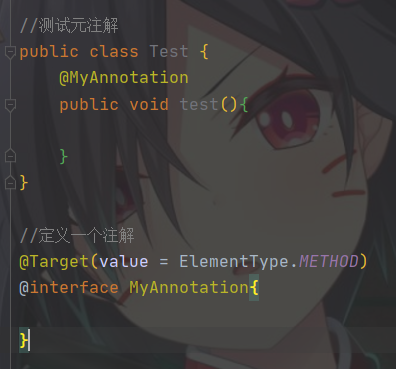 //测试元注解
public class Test {
@MyAnnotation
public void test(){
}
}
//定义一个注解
@Target(value = ElementType.METHOD)
@interface MyAnnotation{
}